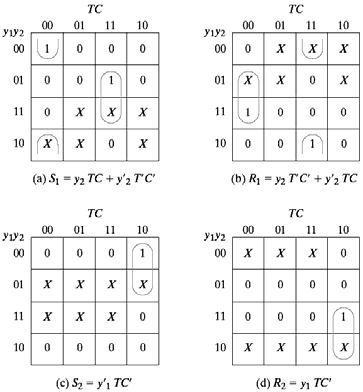 TC
y₁y₂ 00 01 11 10
00 1 0 0 0
01 0 0 1 0
11 0 X X X
10 X X 0 X
(a) S₁ = y₂ TC + y′₂ T′C′
TC
y₁y₂ 00 01 11 10
00 0 X X X
01 X X 0 X
11 1 0 0 0
10 0 0 1 0
(b) R₁ = y₂ T′C′ + y′₂ TC
TC
y₁y₂ 00 01 11 10
00 0 0 0 1
01 X X X X
11 X X X 0
10 0 0 0 0
(c) S₂ = y′₁ TC′
TC
y₁y₂ 00 01 11 10
00 X X X 0
01 0 0 0 0
11 0 0 0 1
10 X X X X
(d) R₂ = y₁ TC′